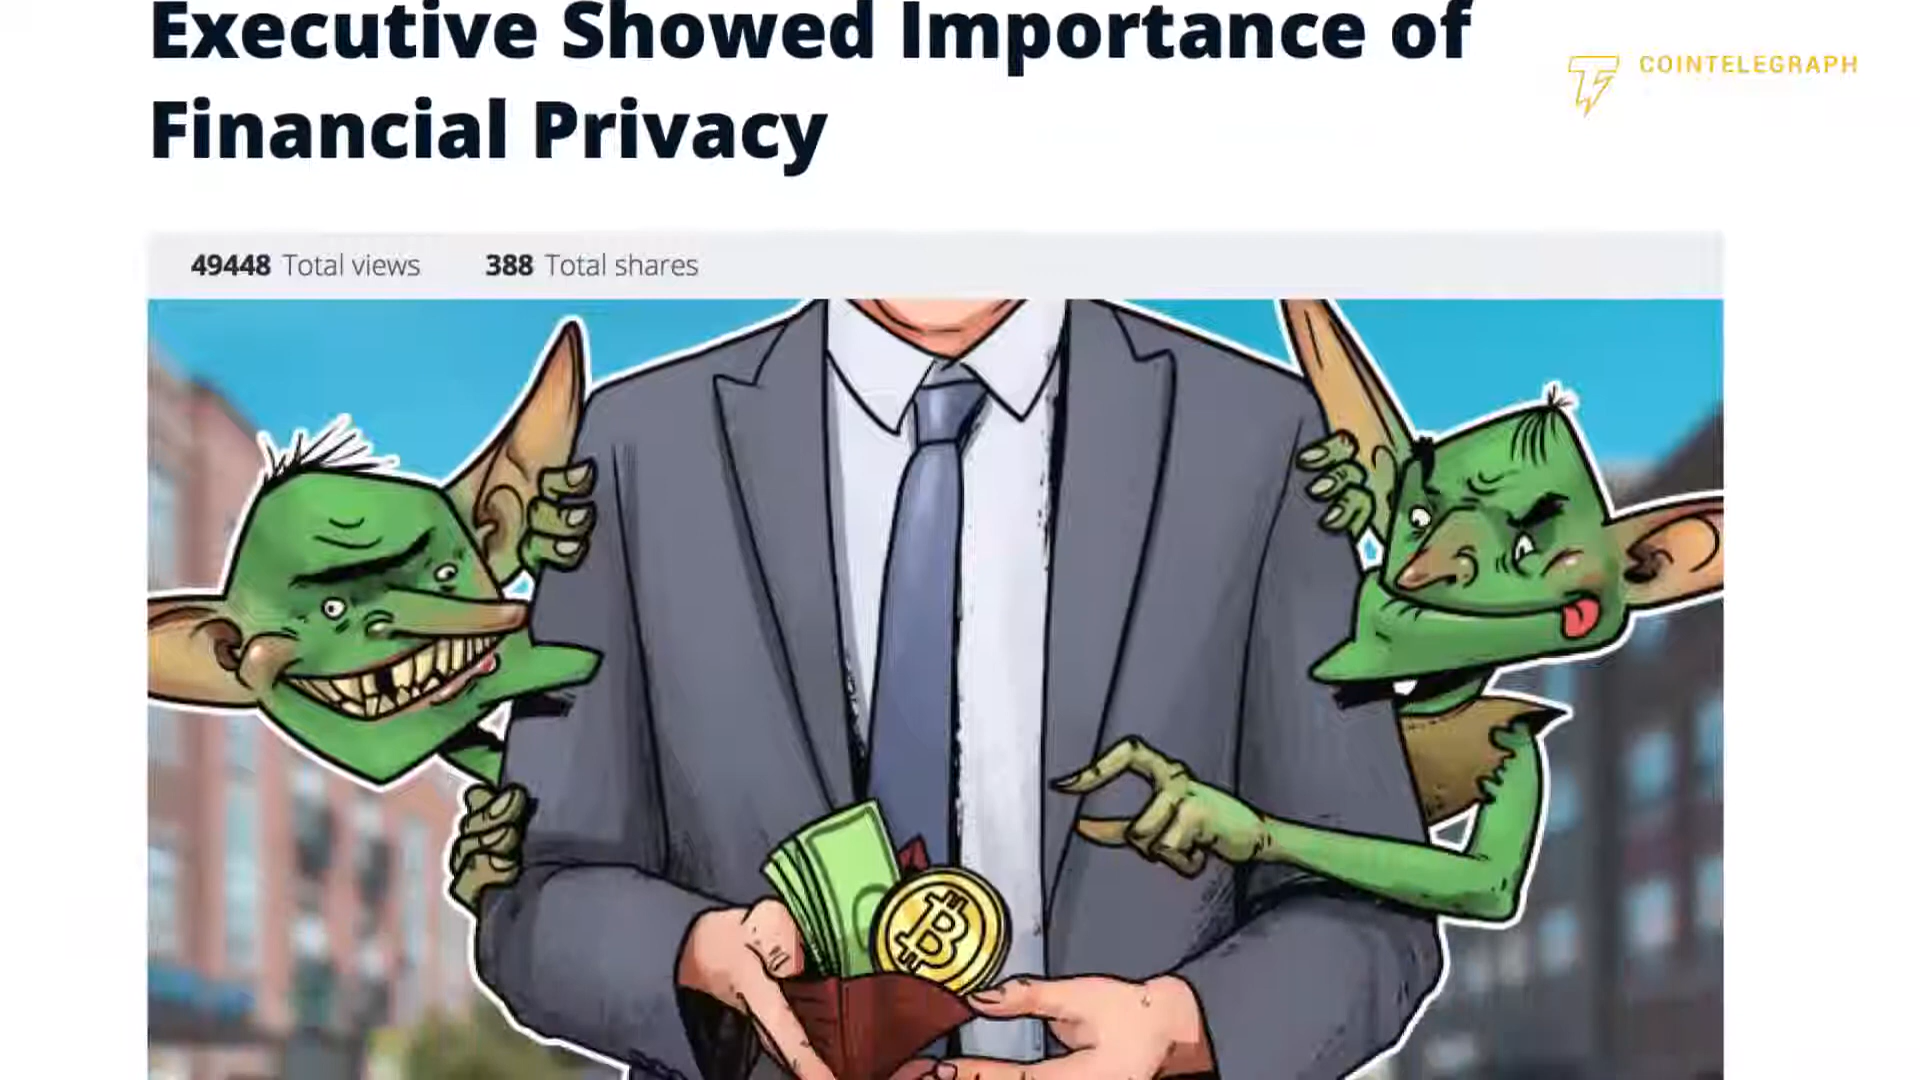 Executive Showed Importance of
Financial Privacy
COINTELEGRAPH
49448 Total views 388 Total shares
B